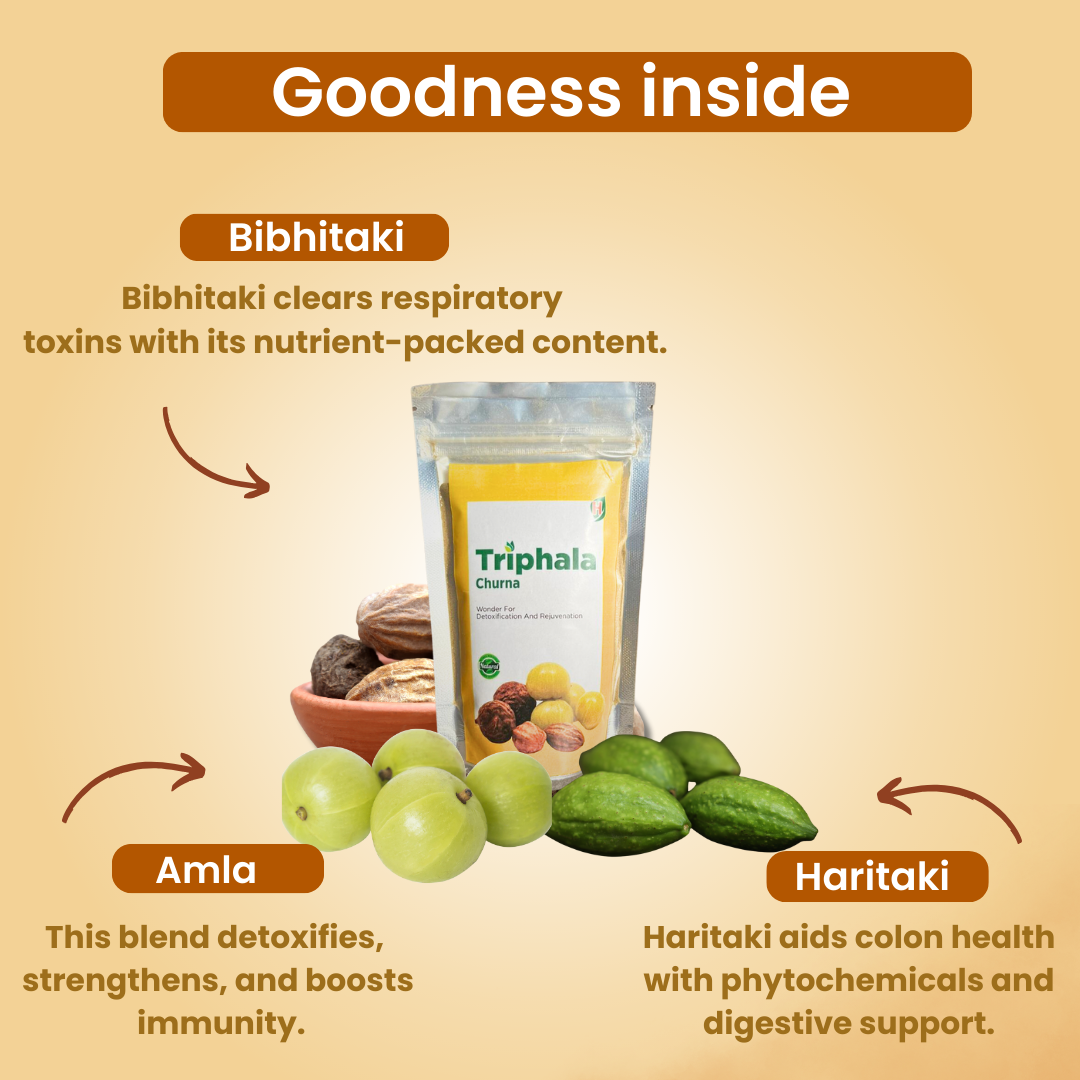 Goodness inside
Bibhitaki
Bibhitaki clears respiratory
toxins with its nutrient-packed content.
Triphala
Churna
Wonder For
Detoxification And Rejuvenation
Natural
Amla
This blend detoxifies,
strengthens, and boosts
immunity.
Haritaki
Haritaki aids colon health
with phytochemicals and
digestive support.